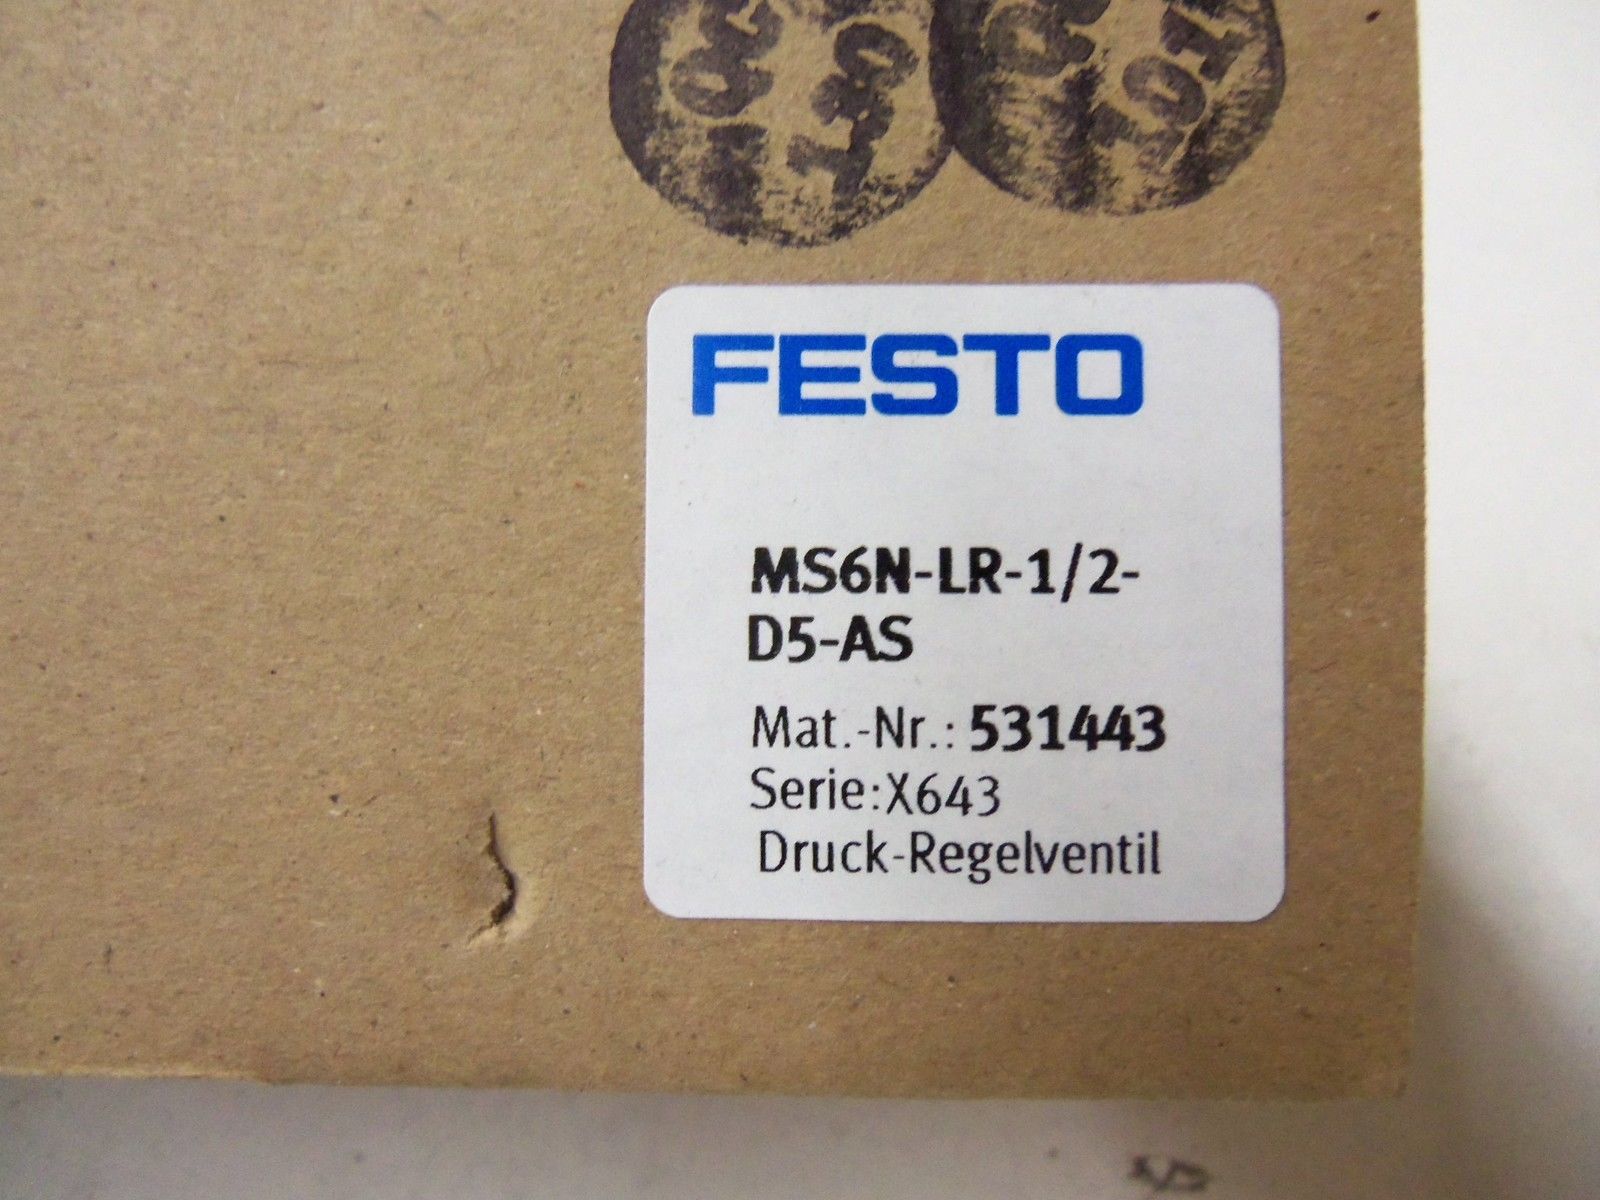 FESTO
MS6N-LR-1/2-
D5-AS
Mat.-Nr.: 531443
Serie:X643
Druck-Regelventil